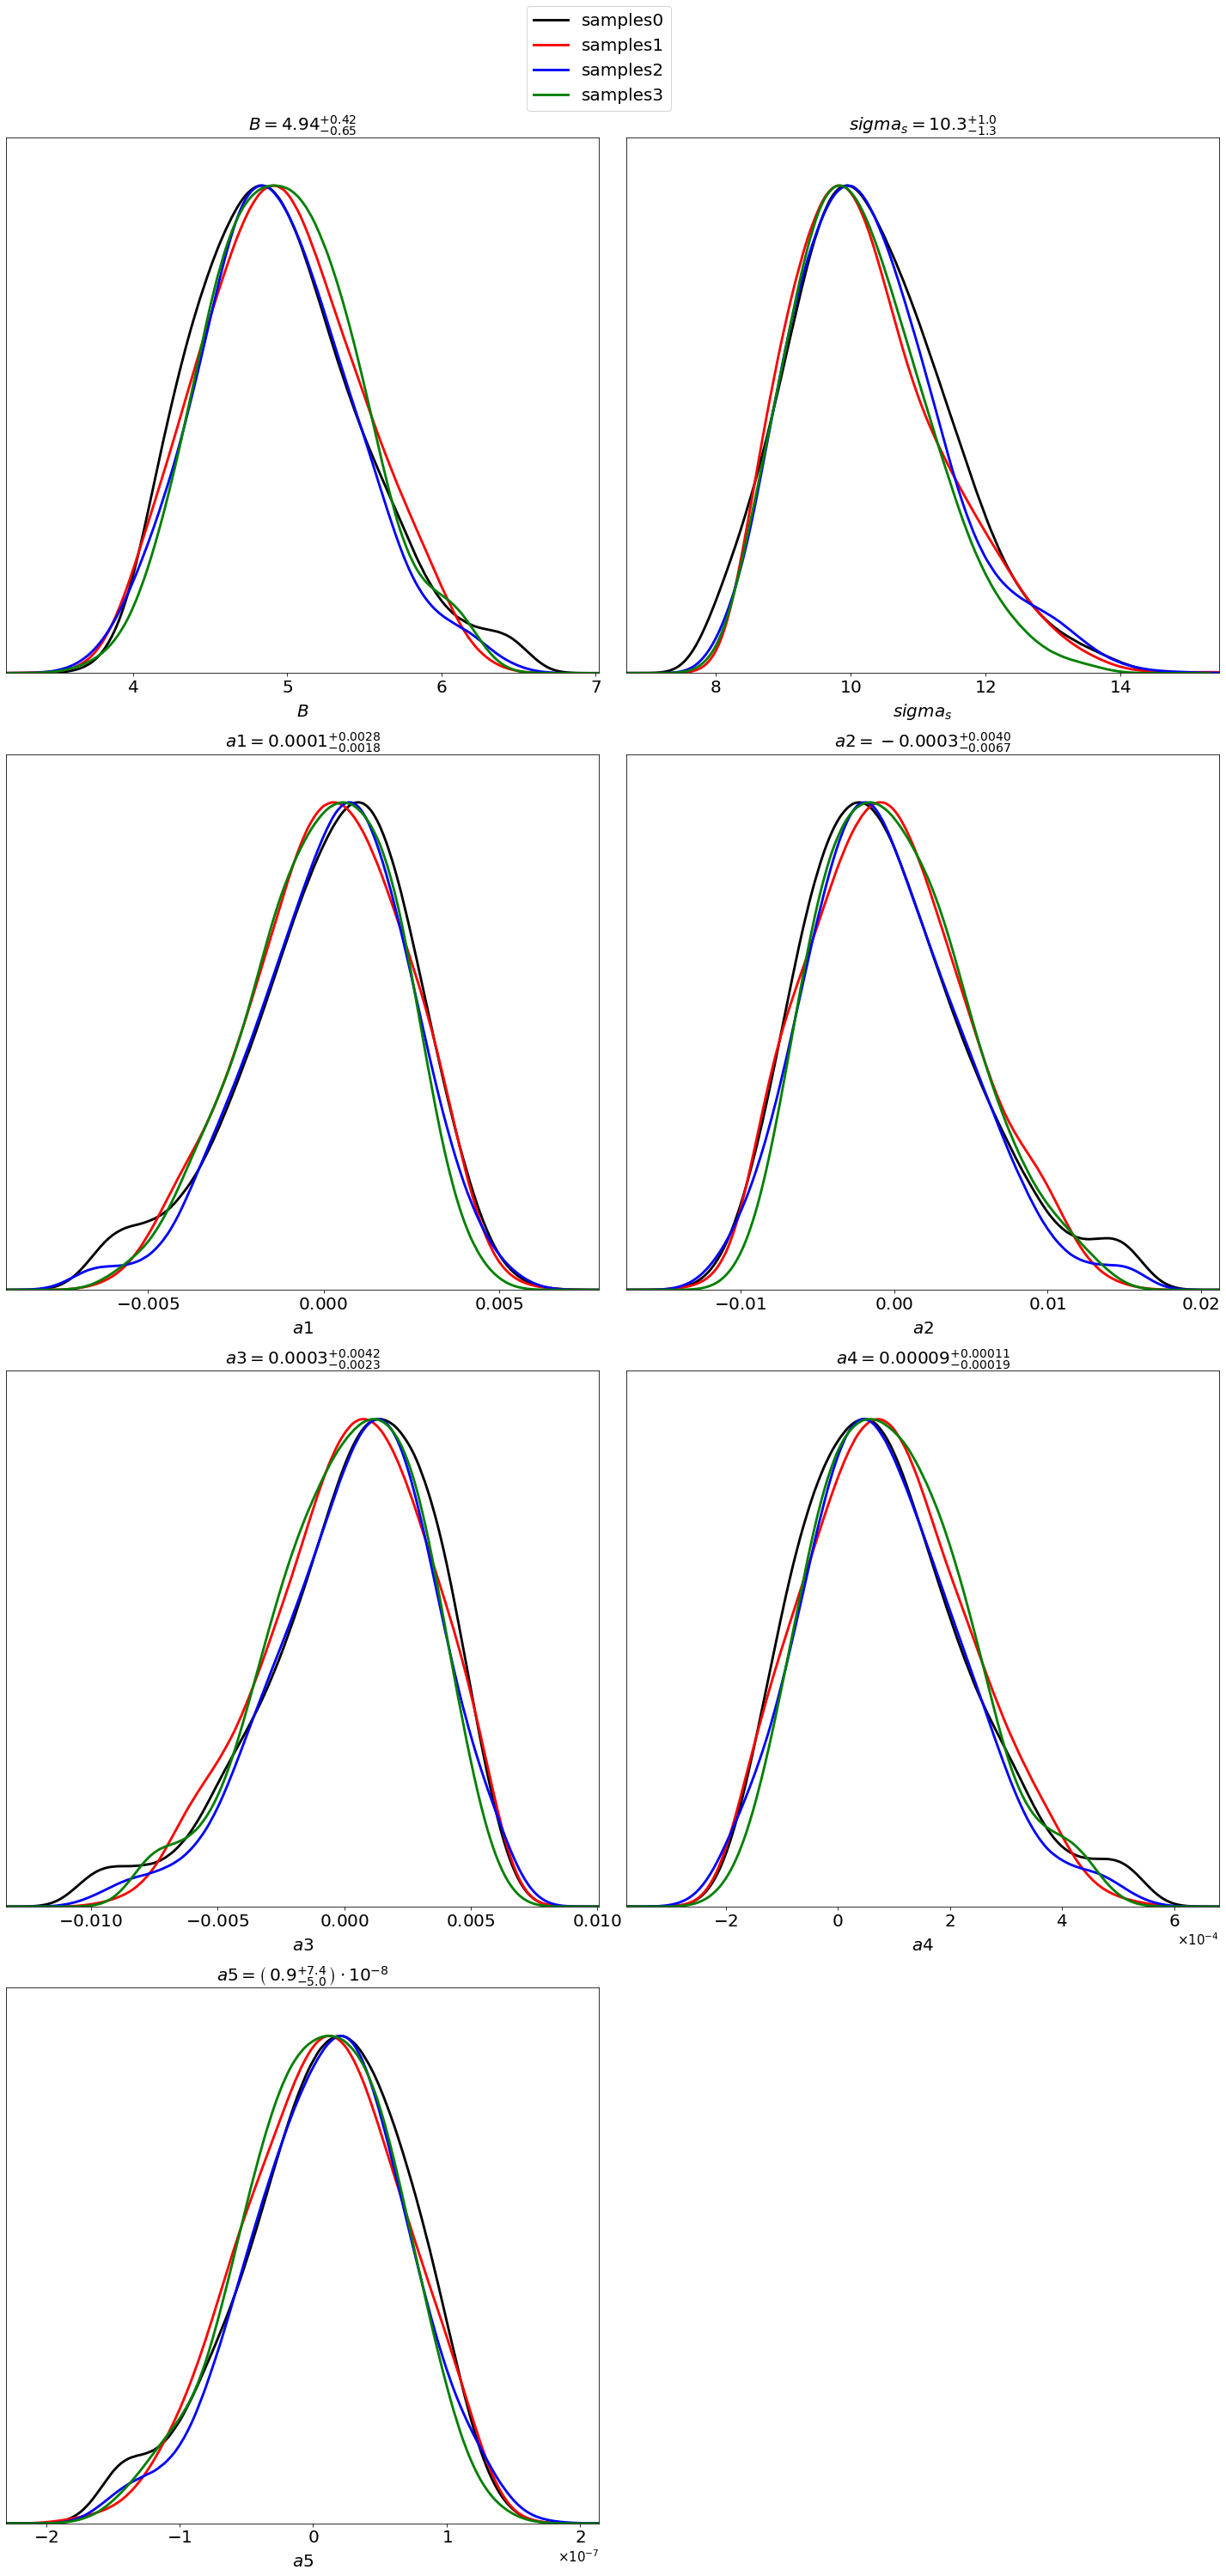 samples0
samples1
samples2
samples3
B = 4.94^{+0.42}_{-0.65}
sigma_s = 10.3^{+1.0}_{-1.3}
4 5 6 7
8 10 12 14
B
sigma_s
a1 = 0.0001^{+0.0028}_{-0.0018}
a2 = −0.0003^{+0.0040}_{-0.0067}
−0.005 0.000 0.005
−0.01 0.00 0.01 0.02
a1
a2
a3 = 0.0003^{+0.0042}_{-0.0023}
a4 = 0.00009^{+0.00011}_{-0.00019}
−0.010 −0.005 0.000 0.005 0.010
−2 0 2 4 6
×10^{−4}
a3
a4
a5 = (0.9^{+7.4}_{-5.0}) · 10^{−8}
−2 −1 0 1 2
×10^{−7}
a5